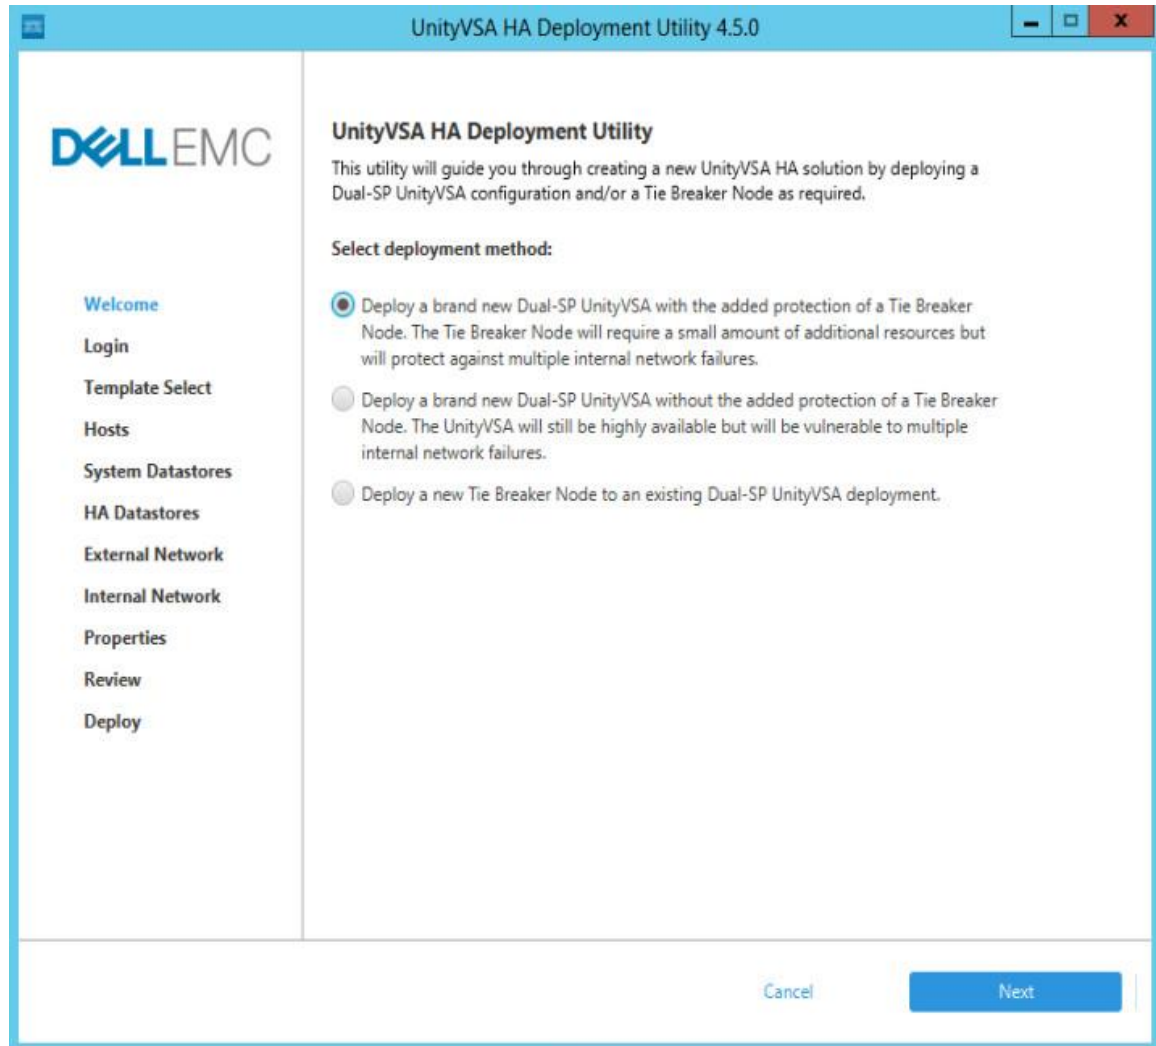 UnityVSA HA Deployment Utility 4.5.0
DELLEMC
Welcome
Login
Template Select
Hosts
System Datastores
HA Datastores
External Network
Internal Network
Properties
Review
Deploy
UnityVSA HA Deployment Utility
This utility will guide you through creating a new UnityVSA HA solution by deploying a
Dual-SP UnityVSA configuration and/or a Tie Breaker Node as required.
Select deployment method:
Deploy a brand new Dual-SP UnityVSA with the added protection of a Tie Breaker
Node. The Tie Breaker Node will require a small amount of additional resources but
will protect against multiple internal network failures.
Deploy a brand new Dual-SP UnityVSA without the added protection of a Tie Breaker
Node. The UnityVSA will still be highly available but will be vulnerable to multiple
internal network failures.
Deploy a new Tie Breaker Node to an existing Dual-SP UnityVSA deployment.
Cancel
Next